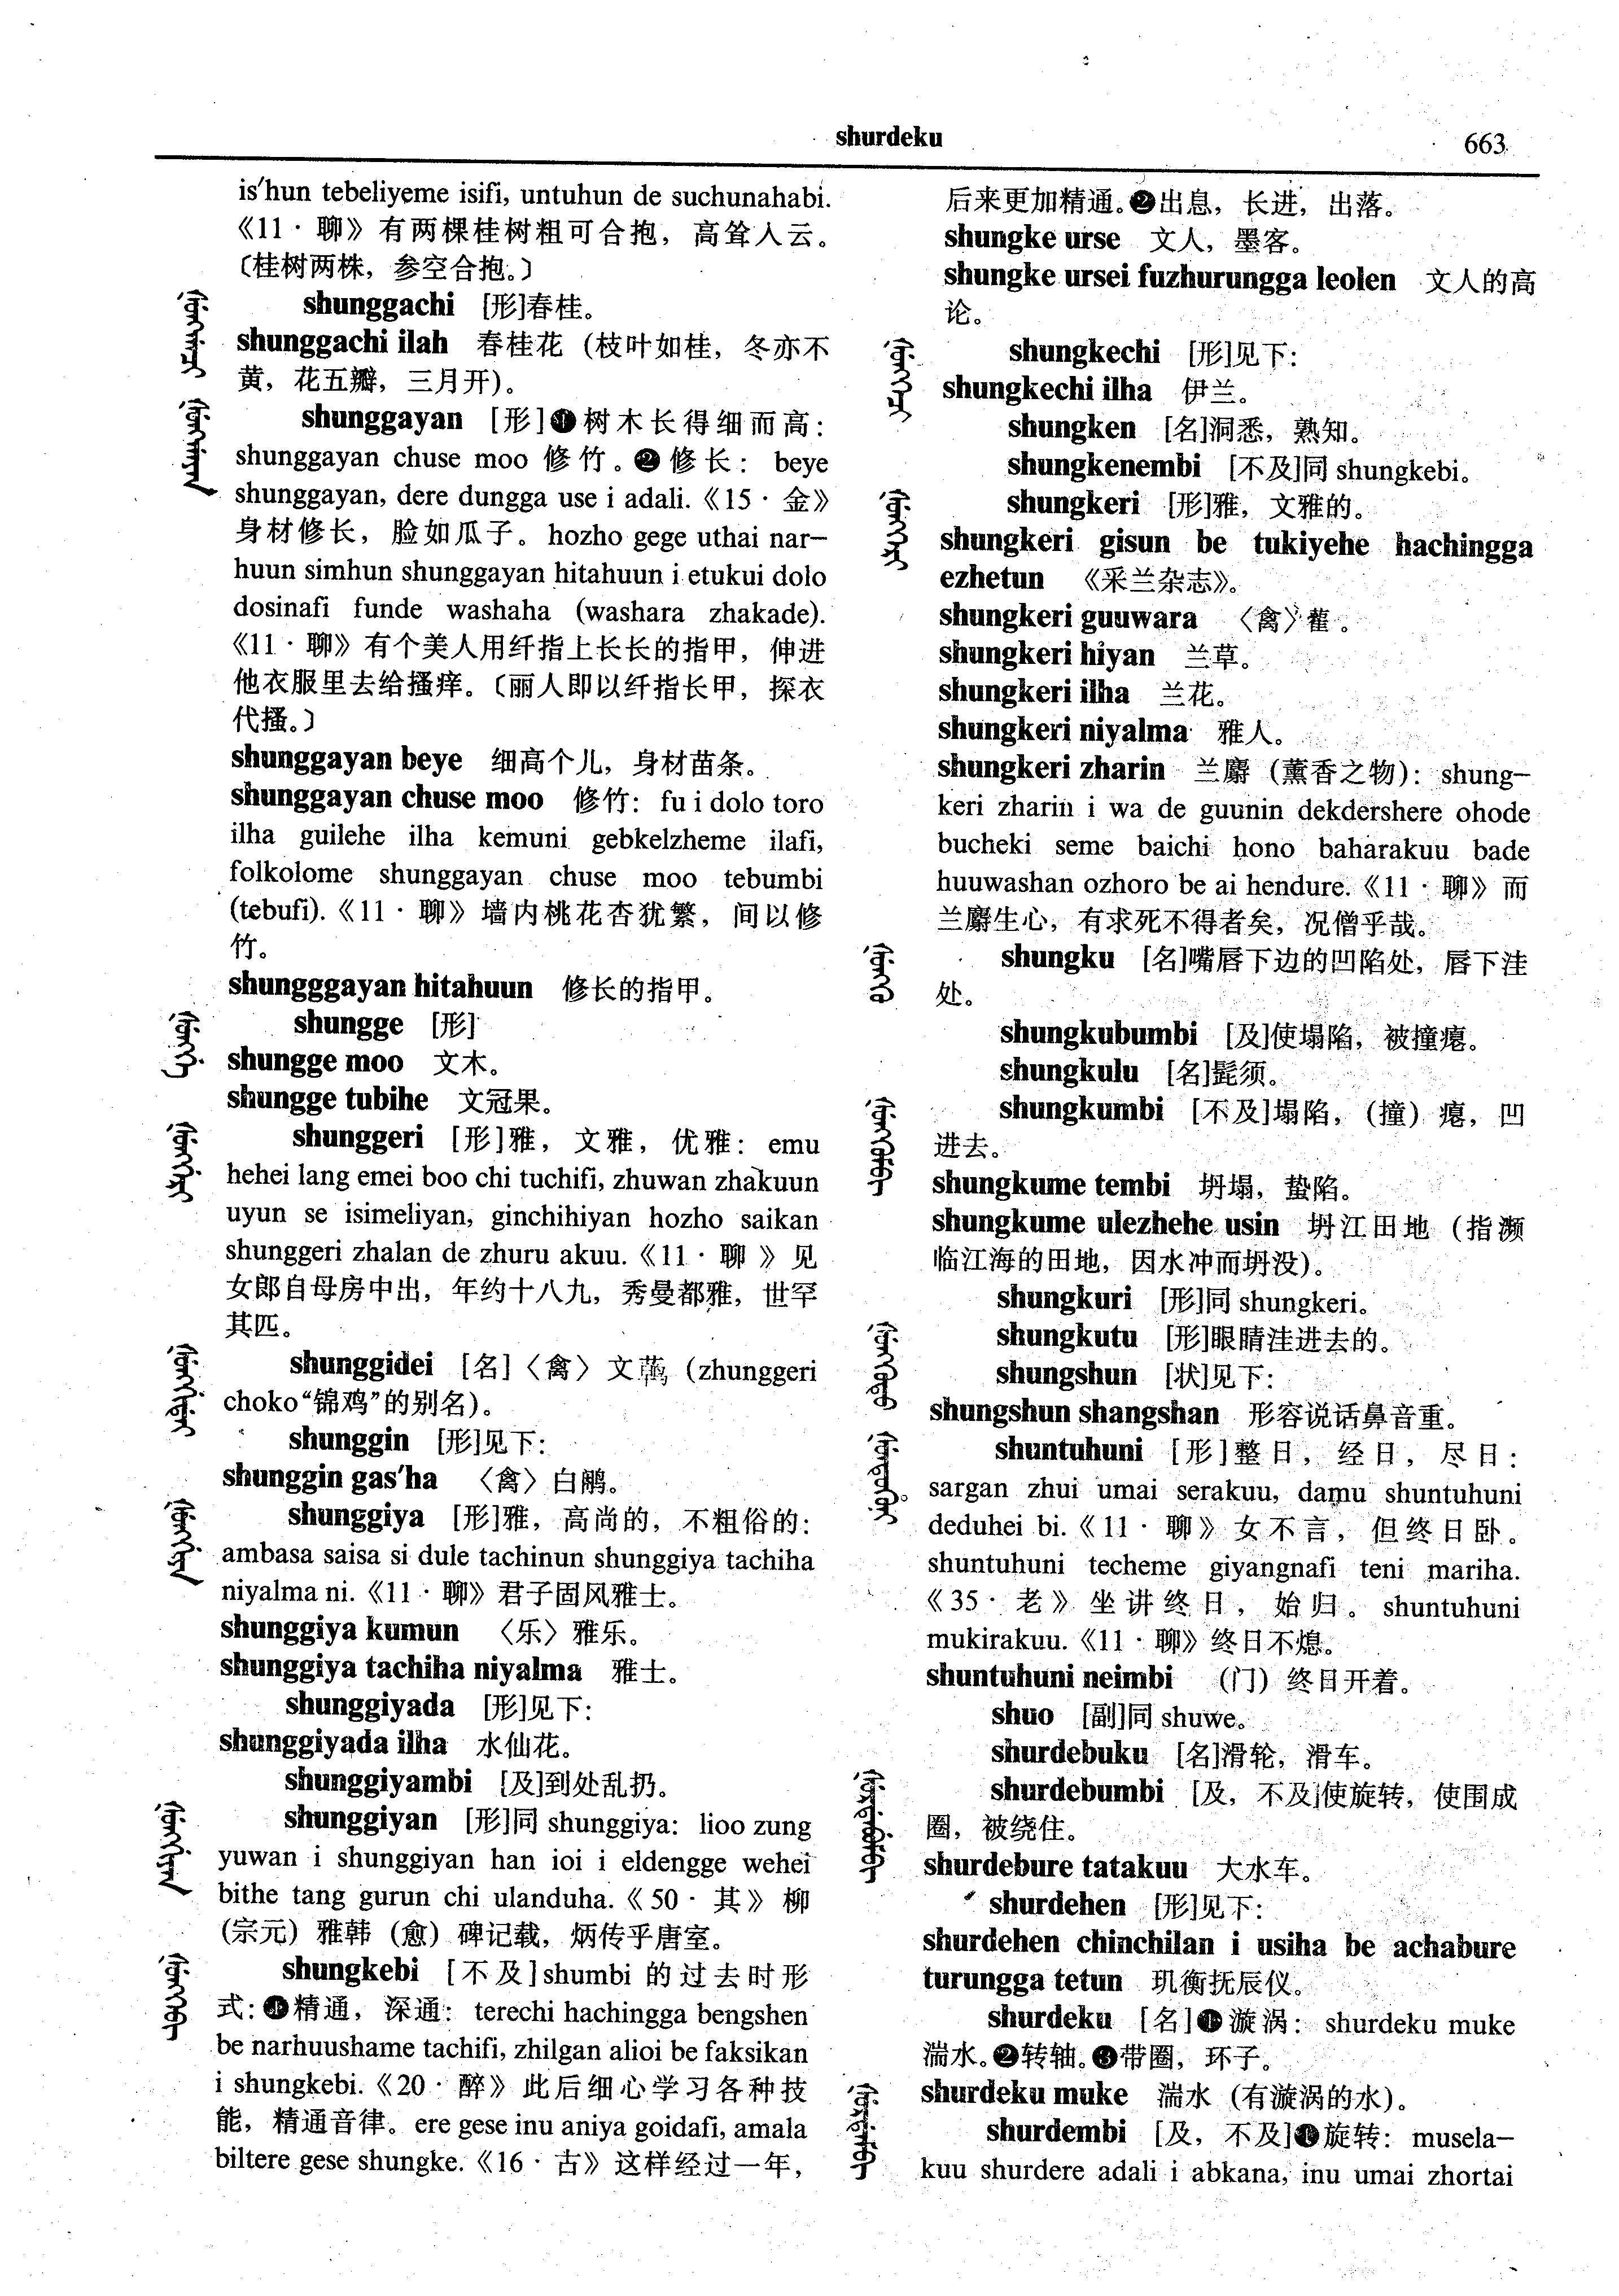 shurdeku
663
is'hun tebeliyeme isifi, untuhun de suchunahabi.
《11 · 聊》有两棵桂树粗可合抱，高耸入云。
〔桂树两株，参空合抱。〕
shunggachi [形]春桂。
shunggachi ilah 春桂花（枝叶如桂，冬亦不
黄，花五瓣，三月开）。
shunggayan [形]❶树木长得细而高：
shunggayan chuse moo 修竹。❷修长： beye
shunggayan, dere dungga use i adali.《15 · 金》
身材修长，脸如瓜子。hozho gege uthai nar—
huun simhun shunggayan hitahuun i etukui dolo
dosinafi funde washaha (washara zhakade).
《11 · 聊》有个美人用纤指上长长的指甲，伸进
他衣服里去给搔痒。〔丽人即以纤指长甲，探衣
代搔。〕
shunggayan beye 细高个儿，身材苗条。
shunggayan chuse moo 修竹： fu i dolo toro
ilha guilehe ilha kemuni gebkelzheme ilafi,
folkolome shunggayan chuse moo tebumbi
(tebufi).《11 · 聊》墙内桃花杏犹繁，间以修
竹。
shungggayan hitahuun 修长的指甲。
shungge [形]
shungge moo 文木。
shungge tubihe 文冠果。
shunggeri [形]雅，文雅，优雅： emu
hehei lang emei boo chi tuchifi, zhuwan zhakuun
uyun se isimeliyan, ginchihiyan hozho saikan
shunggeri zhalan de zhuru akuu.《11 · 聊 》见
女郎自母房中出，年约十八九，秀曼都雅，世罕
其匹。
shunggidei [名]〈禽〉文 (zhunggeri
choko“锦鸡”的别名)。
shunggin [形]见下：
shunggin gas'ha 〈禽〉白鹇。
shunggiya [形]雅，高尚的，不粗俗的：
ambasa saisa si dule tachinun shunggiya tachiha
niyalma ni.《11 · 聊》君子固风雅士。
shunggiya kumun 〈乐〉雅乐。
shunggiya tachiha niyalma 雅士。
shunggiyada [形]见下：
shunggiyada ilha 水仙花。
shunggiyambi [及]到处乱扔。
shunggiyan [形]同 shunggiya： lioo zung
yuwan i shunggiyan han ioi i eldengge wehei
bithe tang gurun chi ulanduha.《50 · 其》柳
(宗元）雅韩（愈）碑记载，炳传乎唐室。
shungkebi [不及]shumbi 的过去时形
式：❶精通，深通： terechi hachingga bengshen
be narhuushame tachifi, zhilgan alioi be faksikan
i shungkebi.《20 · 醉》此后细心学习各种技
能，精通音律。ere gese inu aniya goidafi, amala
biltere gese shungke.《16 · 古》这样经过一年，
后来更加精通。❷出息，长进，出落。
shungke urse 文人，墨客。
shungke ursei fuzhurungga leolen 文人的高
论。
shungkechi [形]见下：
shungkechi ilha 伊兰。
shungken [名]洞悉，熟知。
shungkenembi [不及]同 shungkebi。
shungkeri [形]雅，文雅的。
shungkeri gisun be tukiyehe hachingga
ezhetun 《采兰杂志》。
shungkeri guuwara 〈禽〉雚。
shungkeri hiyan 兰草。
shungkeri ilha 兰花。
shungkeri niyalma 雅人。
shungkeri zharin 兰麝（薰香之物）： shung—
keri zharin i wa de guunin dekdershere ohode
bucheki seme baichi hono baharakuu bade
huuwashan ozhoro be ai hendure.《11 · 聊》而
兰麝生心，有求死不得者矣，况僧乎哉。
shungku [名]嘴唇下边的凹陷处，唇下洼
处。
shungkubumbi [及]使塌陷，被撞瘪。
shungkulu [名]髭须。
shungkumbi [不及]塌陷，（撞）瘪，凹
进去。
shungkume tembi 坍塌，蛰陷。
shungkume ulezhehe usin 坍江田地（指濒
临江海的田地，因水冲而坍没）。
shungkuri [形]同 shungkeri。
shungkutu [形]眼睛洼进去的。
shungshun [状]见下：
shungshun shangshan 形容说话鼻音重。
shuntuhuni [形]整日，经日，尽日：
sargan zhui umai serakuu, damu shuntuhuni
deduhei bi.《11 · 聊》女不言，但终日卧。
shuntuhuni techeme giyangnafi teni mariha.
《35 · 老》坐讲终日，始归。shuntuhuni
mukirakuu.《11 · 聊》终日不熄。
shuntuhuni neimbi （门）终日开着。
shuo [副]同 shuwe。
shurdebuku [名]滑轮，滑车。
shurdebumbi [及，不及]使旋转，使围成
圈，被绕住。
shurdebure tatakuu 大水车。
shurdehen [形]见下：
shurdehen chinchilan i usiha be achabure
turungga tetun 玑衡抚辰仪。
shurdeku [名]❶漩涡： shurdeku muke
湍水。❷转轴。❸带圈，环子。
shurdeku muke 湍水（有漩涡的水）。
shurdembi [及，不及]❶旋转： musela—
kuu shurdere adali i abkana, inu umai zhortai